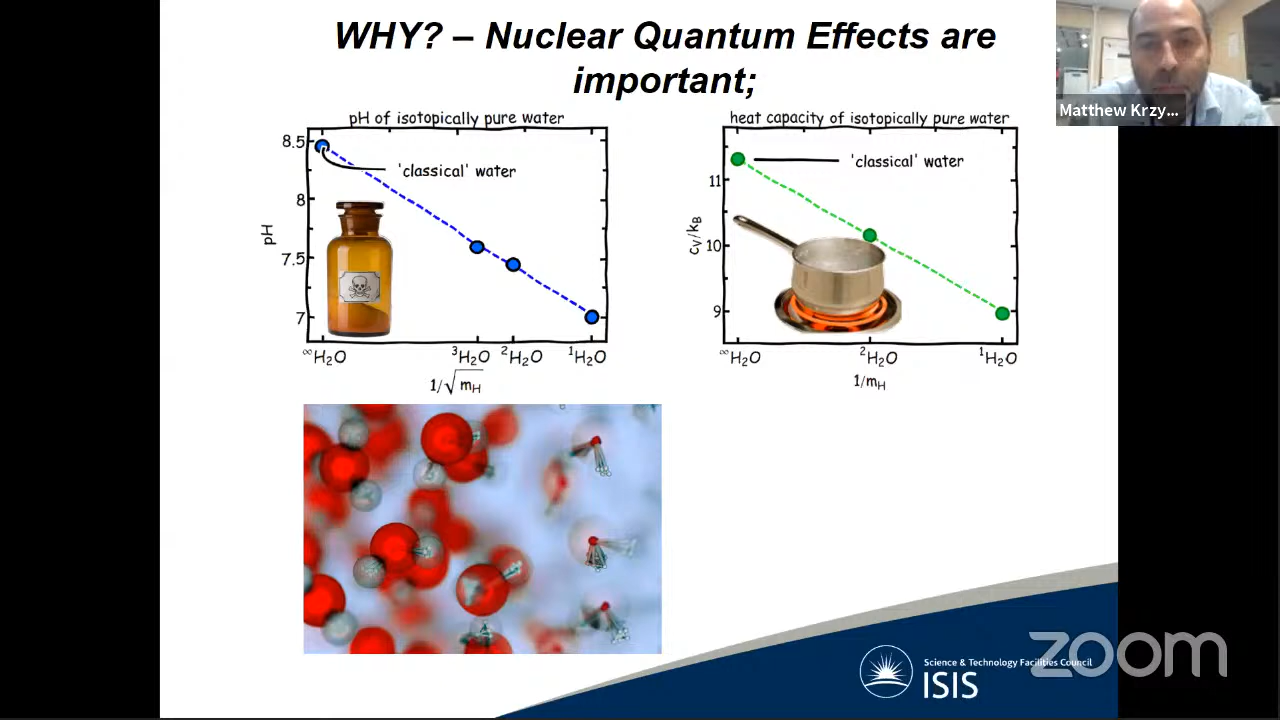 WHY? – Nuclear Quantum Effects are
important;
Matthew Krzy...
pH of isotopically pure water
8.5
8
7.5
7
pH
'classical' water
∞H2O
3H2O
2H2O
1H2O
1/√mH
heat capacity of isotopically pure water
11
10
9
cV/kB
'classical' water
∞H2O
2H2O
1H2O
1/mH
Science & Technology Facilities Council
ISIS
zoom